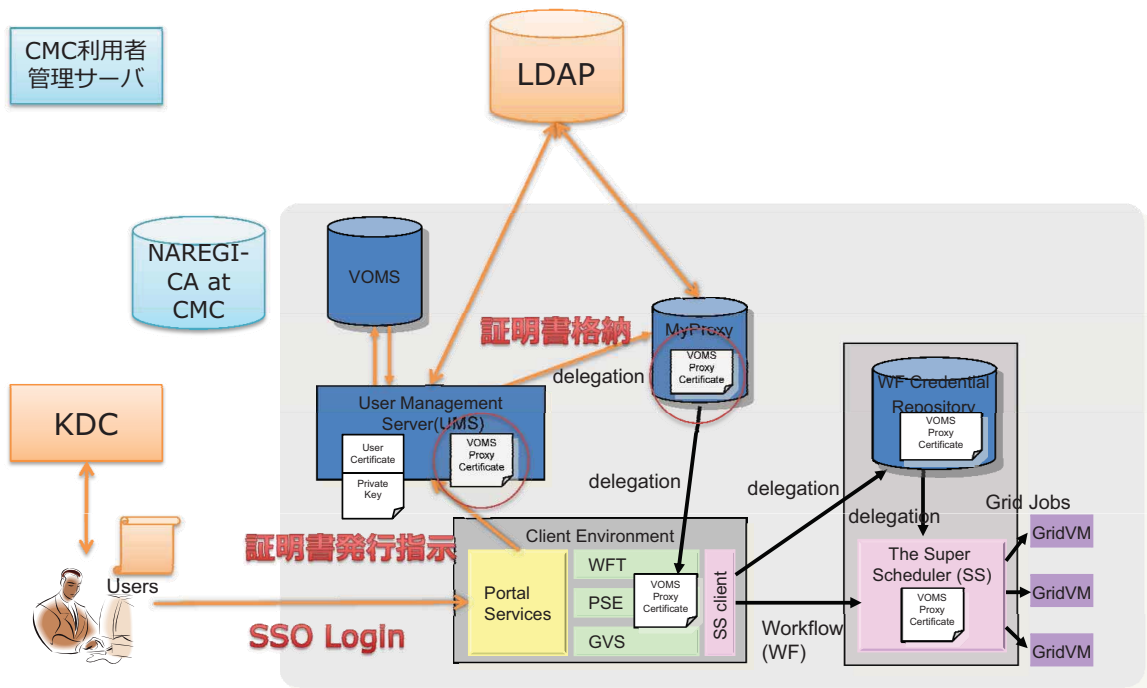 CMC利用者
管理サーバ
LDAP
NAREGI-
CA at
CMC
VOMS
証明書格納
MyProxy
VOMS
Proxy
Certificate
delegation
WF Credential
Repository
VOMS
Proxy
Certificate
KDC
User Management
Server(UMS)
User
Certificate
Private
Key
VOMS
Proxy
Certificate
delegation
delegation
delegation
Grid Jobs
証明書発行指示
Client Environment
Users
Portal
Services
WFT
PSE
GVS
VOMS
Proxy
Certificate
SS client
The Super
Scheduler (SS)
VOMS
Proxy
Certificate
GridVM
GridVM
GridVM
SSO Login
Workflow
(WF)